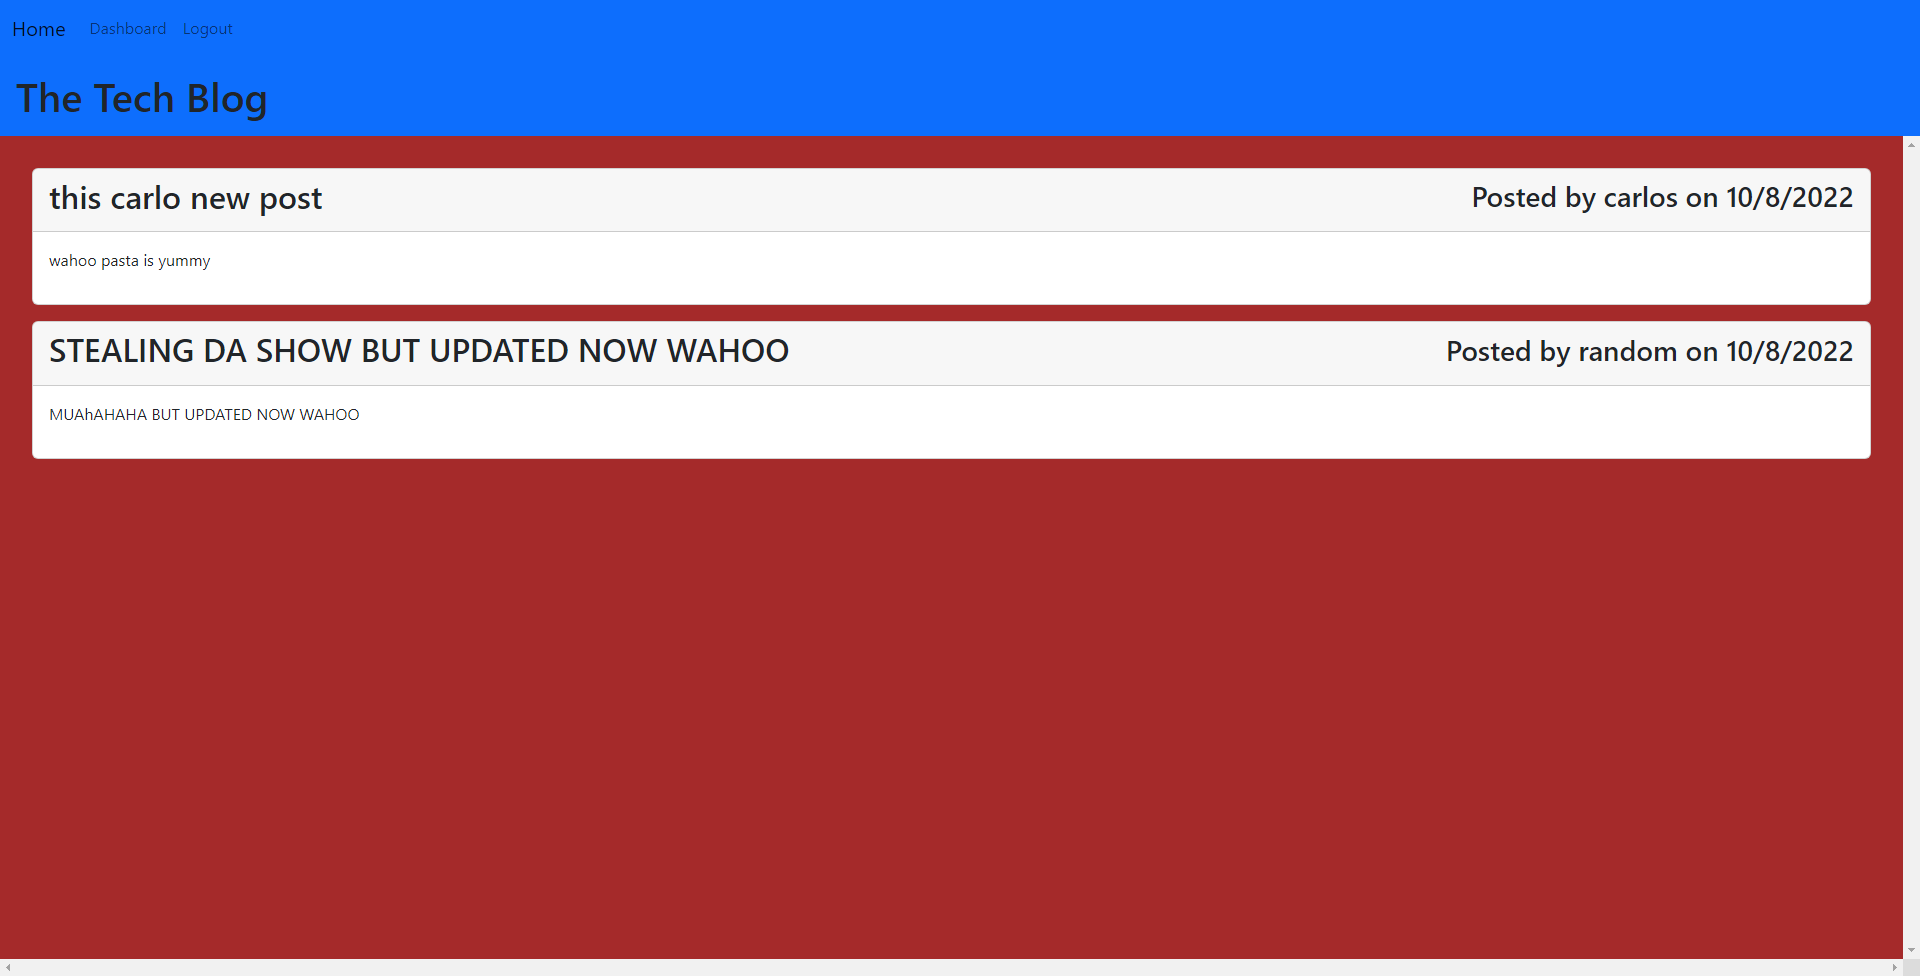 Home Dashboard Logout
The Tech Blog
this carlo new post Posted by carlos on 10/8/2022
wahoo pasta is yummy
STEALING DA SHOW BUT UPDATED NOW WAHOO Posted by random on 10/8/2022
MUAhAHAHA BUT UPDATED NOW WAHOO